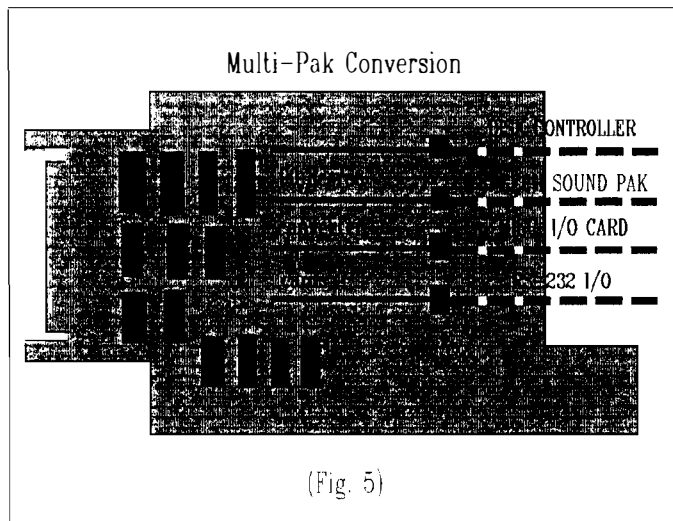 Multi-Pak Conversion
CONTROLLER
SOUND PAK
I/O CARD
232 I/O
(Fig. 5)